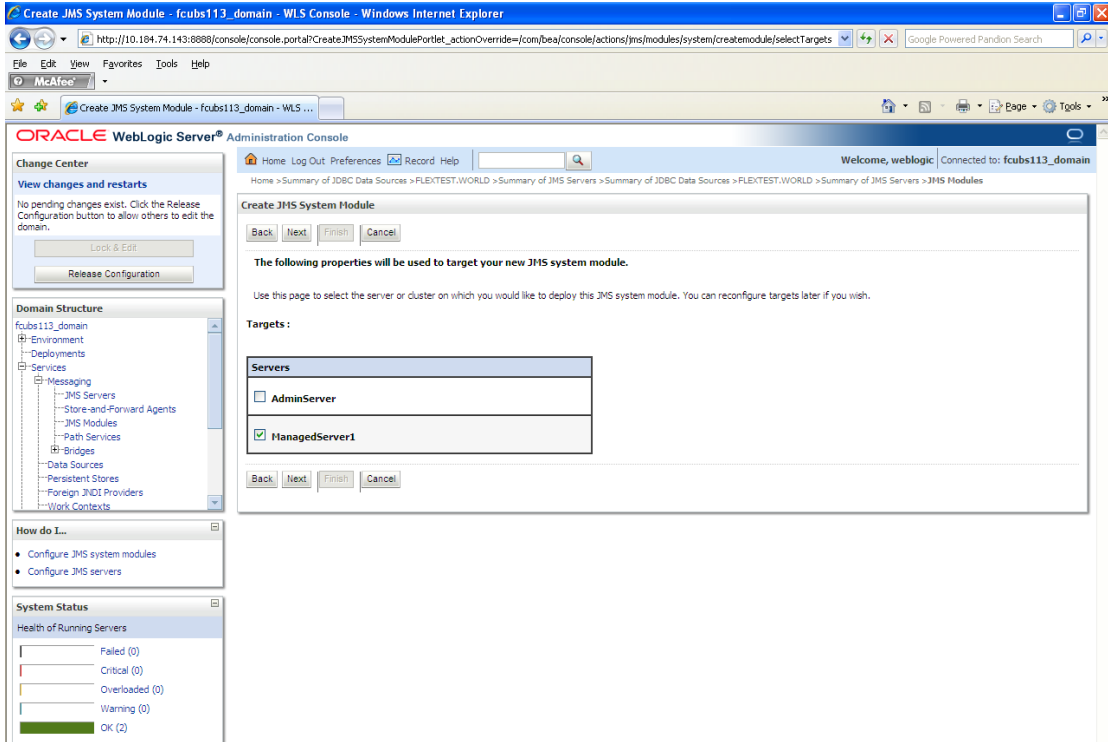 Create JMS System Module - fcubs113_domain - WLS Console - Windows Internet Explorer
http://10.184.74.143:8888/console/console.portal?CreateJMSSystemModulePortlet_actionOverride=/com/bea/console/actions/jms/modules/system/createmodule/selectTargets
Google Powered Pandion Search
File Edit View Favorites Tools Help
McAfee
Create JMS System Module - fcubs113_domain - WLS ...
Page Tools
ORACLE WebLogic Server® Administration Console
Change Center
View changes and restarts
No pending changes exist. Click the Release
Configuration button to allow others to edit the
domain.
Lock & Edit
Release Configuration
Domain Structure
fcubs113_domain
Environment
Deployments
Services
Messaging
JMS Servers
Store-and-Forward Agents
JMS Modules
Path Services
Bridges
Data Sources
Persistent Stores
Foreign JNDI Providers
Work Contexts
How do I...
Configure JMS system modules
Configure JMS servers
System Status
Health of Running Servers
Failed (0)
Critical (0)
Overloaded (0)
Warning (0)
OK (2)
Home Log Out Preferences Record Help
Welcome, weblogic Connected to: fcubs113_domain
Home >Summary of JDBC Data Sources >FLEXTEST.WORLD >Summary of JMS Servers >Summary of JDBC Data Sources >FLEXTEST.WORLD >Summary of JMS Servers >JMS Modules
Create JMS System Module
Back Next Finish Cancel
The following properties will be used to target your new JMS system module.
Use this page to select the server or cluster on which you would like to deploy this JMS system module. You can reconfigure targets later if you wish.
Targets :
Servers
AdminServer
ManagedServer1
Back Next Finish Cancel